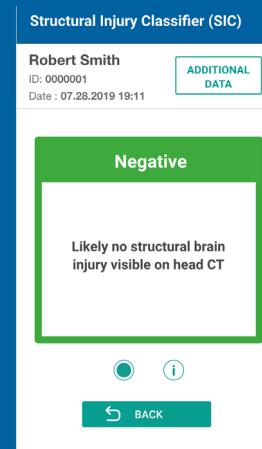 Structural Injury Classifier (SIC)
Robert Smith
ID: 0000001
Date : 07.28.2019 19:11
ADDITIONAL
DATA
Negative
Likely no structural brain
injury visible on head CT
i
BACK